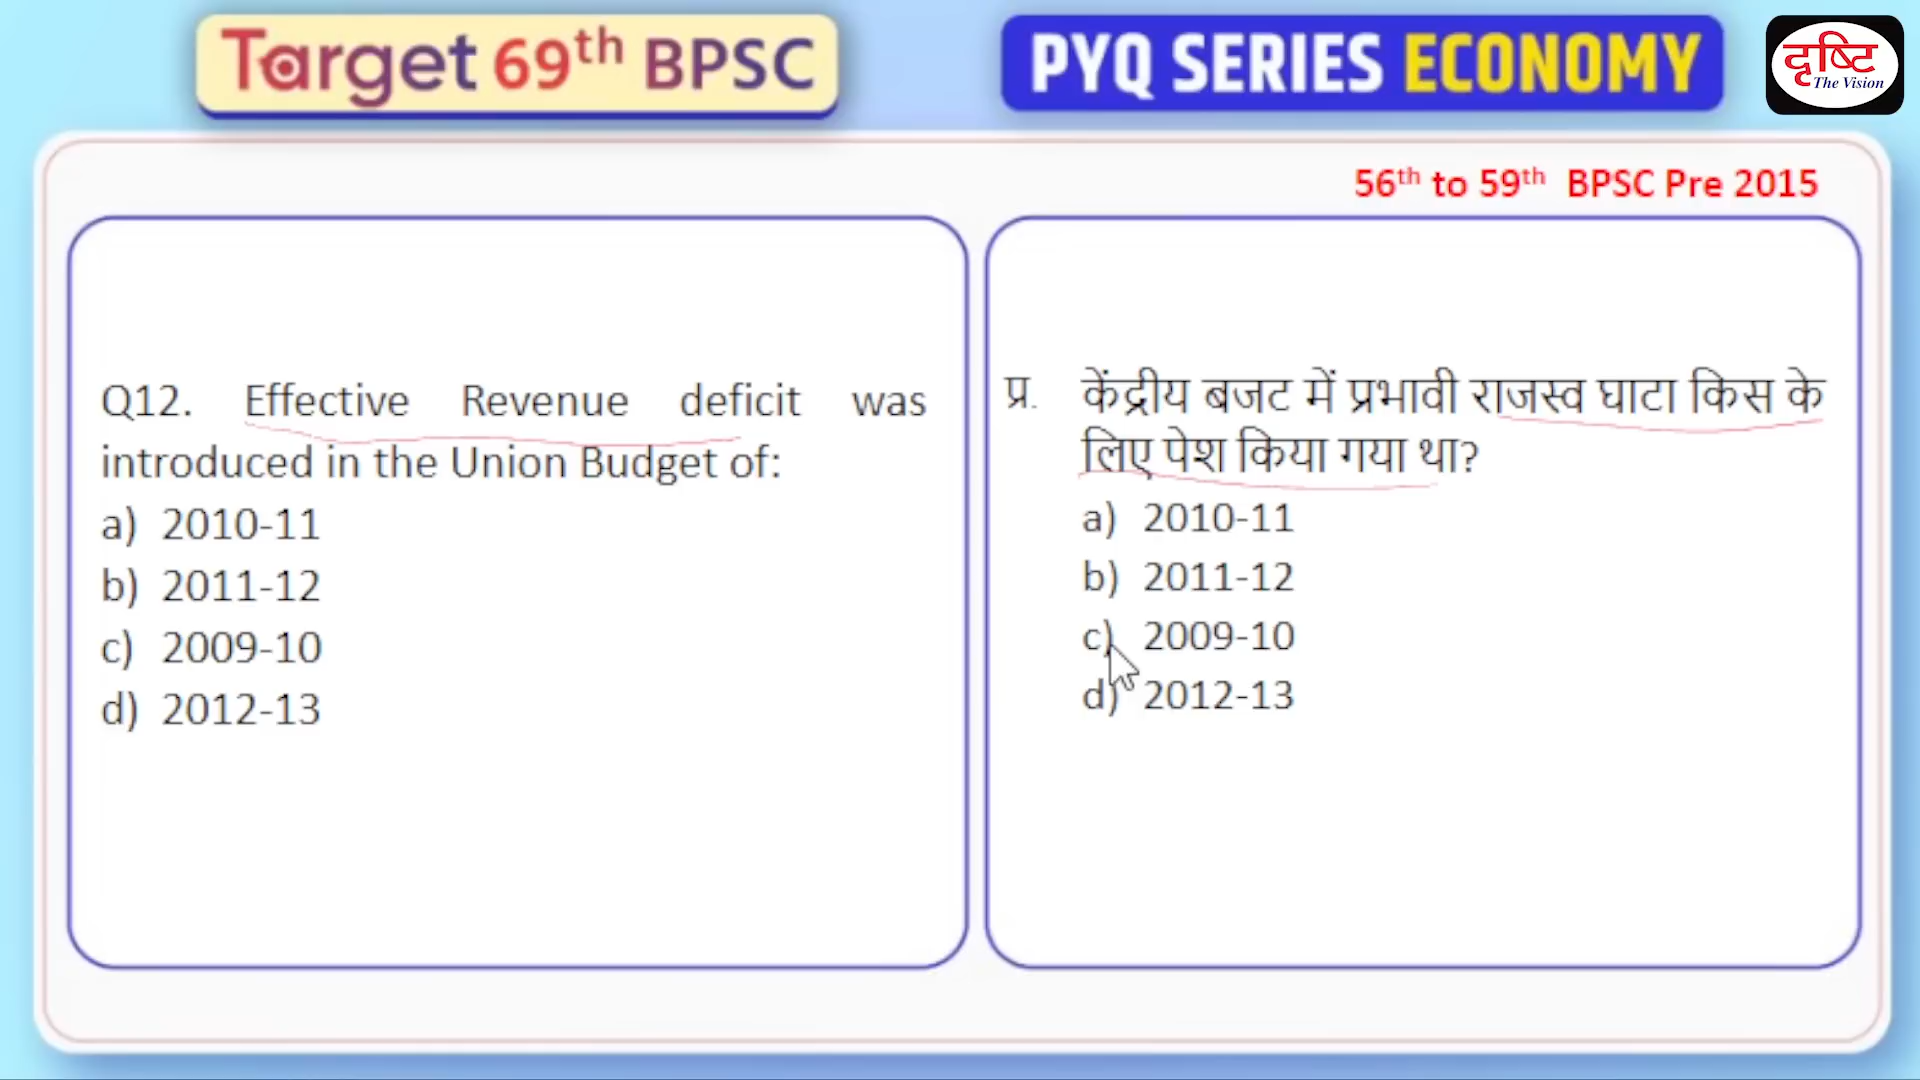 Target 69th BPSC
PYQ SERIES ECONOMY
दृष्टि
The Vision
56th to 59th BPSC Pre 2015
Q12. Effective Revenue deficit was
introduced in the Union Budget of:
a) 2010-11
b) 2011-12
c) 2009-10
d) 2012-13
प्र. केंद्रीय बजट में प्रभावी राजस्व घाटा किस के
लिए पेश किया गया था?
a) 2010-11
b) 2011-12
c) 2009-10
d) 2012-13